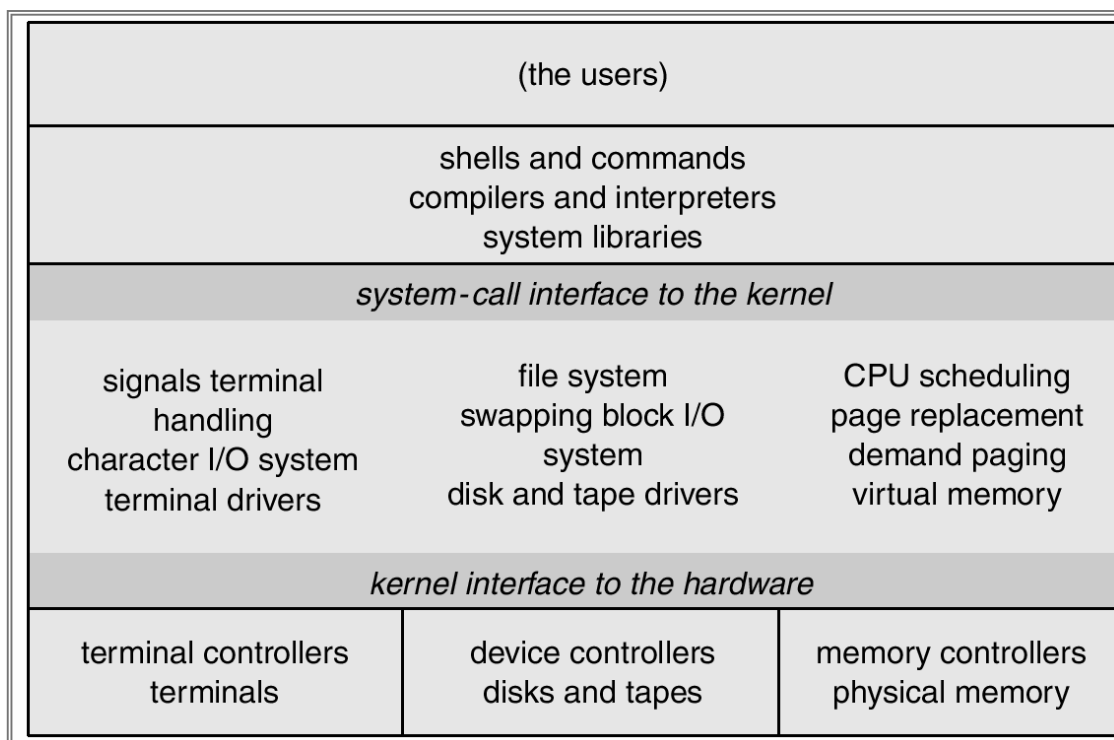 (the users)
shells and commands
compilers and interpreters
system libraries
system-call interface to the kernel
signals terminal
handling
character I/O system
terminal drivers
file system
swapping block I/O
system
disk and tape drivers
CPU scheduling
page replacement
demand paging
virtual memory
kernel interface to the hardware
terminal controllers
terminals
device controllers
disks and tapes
memory controllers
physical memory